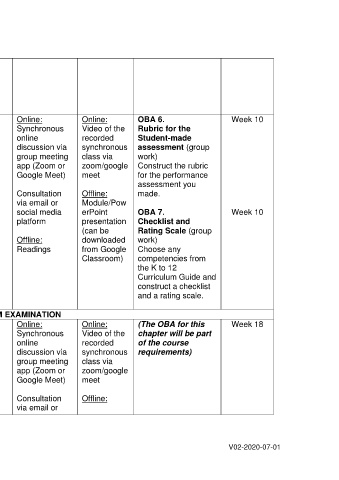 Online:
Synchronous
online
discussion via
group meeting
app (Zoom or
Google Meet)
Consultation
via email or
social media
platform
Offline:
Readings
Online:
Video of the
recorded
synchronous
class via
zoom/google
meet
Offline:
Module/Pow
erPoint
presentation
(can be
downloaded
from Google
Classroom)
OBA 6.
Rubric for the
Student-made
assessment (group
work)
Construct the rubric
for the performance
assessment you
made.
OBA 7.
Checklist and
Rating Scale (group
work)
Choose any
competencies from
the K to 12
Curriculum Guide and
construct a checklist
and a rating scale.
Week 10
Week 10
M EXAMINATION
Online:
Synchronous
online
discussion via
group meeting
app (Zoom or
Google Meet)
Consultation
via email or
Online:
Video of the
recorded
synchronous
class via
zoom/google
meet
Offline:
(The OBA for this
chapter will be part
of the course
requirements)
Week 18
V02-2020-07-01